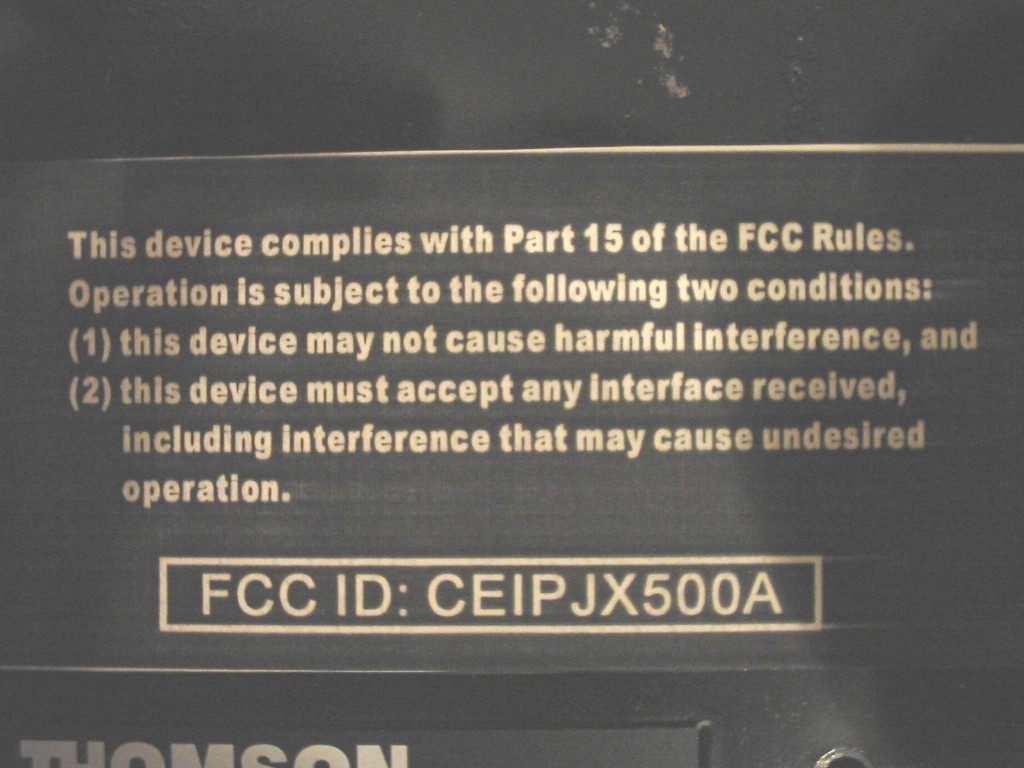 This device complies with Part 15 of the FCC Rules.
Operation is subject to the following two conditions:
(1) this device may not cause harmful interference, and
(2) this device must accept any interface received,
including interference that may cause undesired
operation.
FCC ID: CEIPJX500A
THOMSON